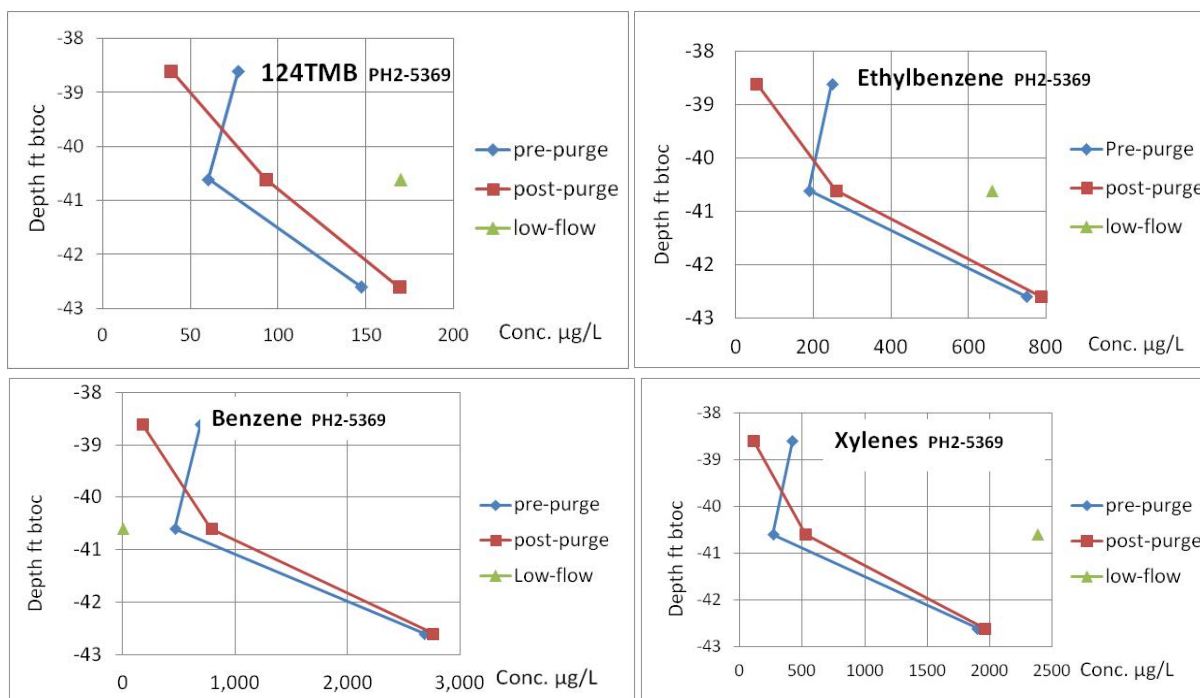 124TMB PH2-5369
Depth ft btoc
-38
-39
-40
-41
-42
-43
0 50 100 150 200
Conc. µg/L
pre-purge
post-purge
low-flow
Ethylbenzene PH2-5369
Depth ft btoc
-38
-39
-40
-41
-42
-43
0 200 400 600 800
Conc. µg/L
Pre-purge
post-purge
low-flow
Benzene PH2-5369
Depth ft btoc
-38
-39
-40
-41
-42
-43
0 1,000 2,000 3,000
Conc. µg/L
pre-purge
post-purge
Low-flow
Xylenes PH2-5369
Depth ft btoc
-38
-39
-40
-41
-42
-43
0 500 1000 1500 2000 2500
Conc. µg/L
pre-purge
post-purge
low-flow